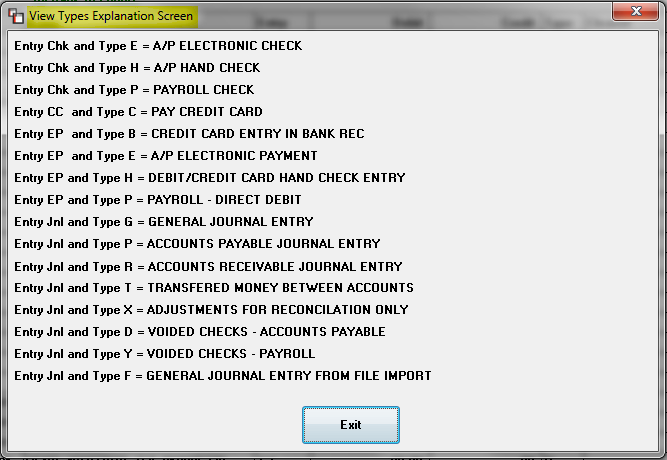 View Types Explanation Screen
Entry Chk and Type E = A/P ELECTRONIC CHECK
Entry Chk and Type H = A/P HAND CHECK
Entry Chk and Type P = PAYROLL CHECK
Entry CC  and Type C = PAY CREDIT CARD
Entry EP  and Type B = CREDIT CARD ENTRY IN BANK REC
Entry EP  and Type E = A/P ELECTRONIC PAYMENT
Entry EP and Type H = DEBIT/CREDIT CARD HAND CHECK ENTRY
Entry EP  and Type P = PAYROLL - DIRECT DEBIT
Entry Jnl and Type G = GENERAL JOURNAL ENTRY
Entry Jnl and Type P = ACCOUNTS PAYABLE JOURNAL ENTRY
Entry Jnl and Type R = ACCOUNTS RECEIVABLE JOURNAL ENTRY
Entry Jnl and Type T = TRANSFERED MONEY BETWEEN ACCOUNTS
Entry Jnl and Type X = ADJUSTMENTS FOR RECONCILATION ONLY
Entry Jnl and Type D = VOIDED CHECKS - ACCOUNTS PAYABLE
Entry Jnl and Type Y = VOIDED CHECKS - PAYROLL
Entry Jnl and Type F = GENERAL JOURNAL ENTRY FROM FILE IMPORT
Exit